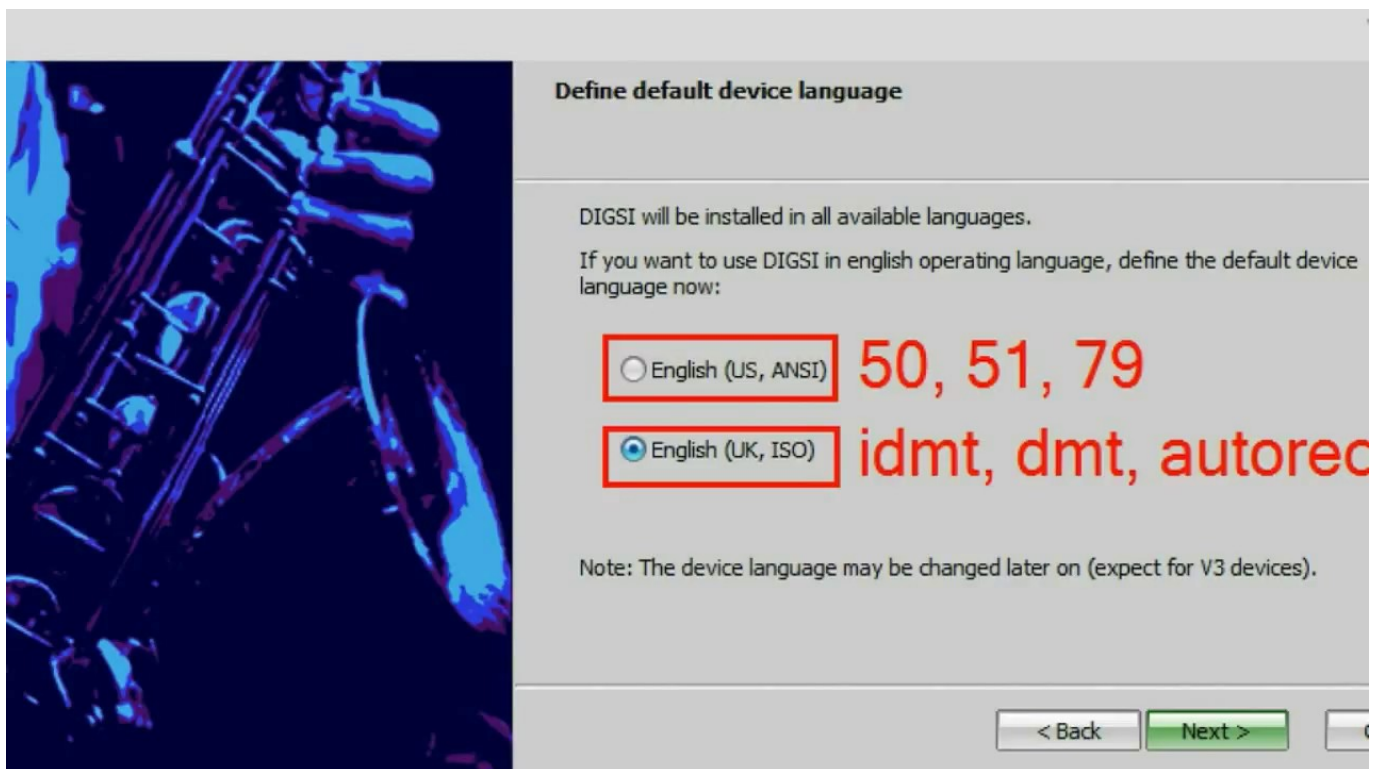 Define default device language
DIGSI will be installed in all available languages.
If you want to use DIGSI in english operating language, define the default device
language now:
English (US, ANSI) 50, 51, 79
English (UK, ISO) idmt, dmt, autorec
Note: The device language may be changed later on (expect for V3 devices).
< Back Next >